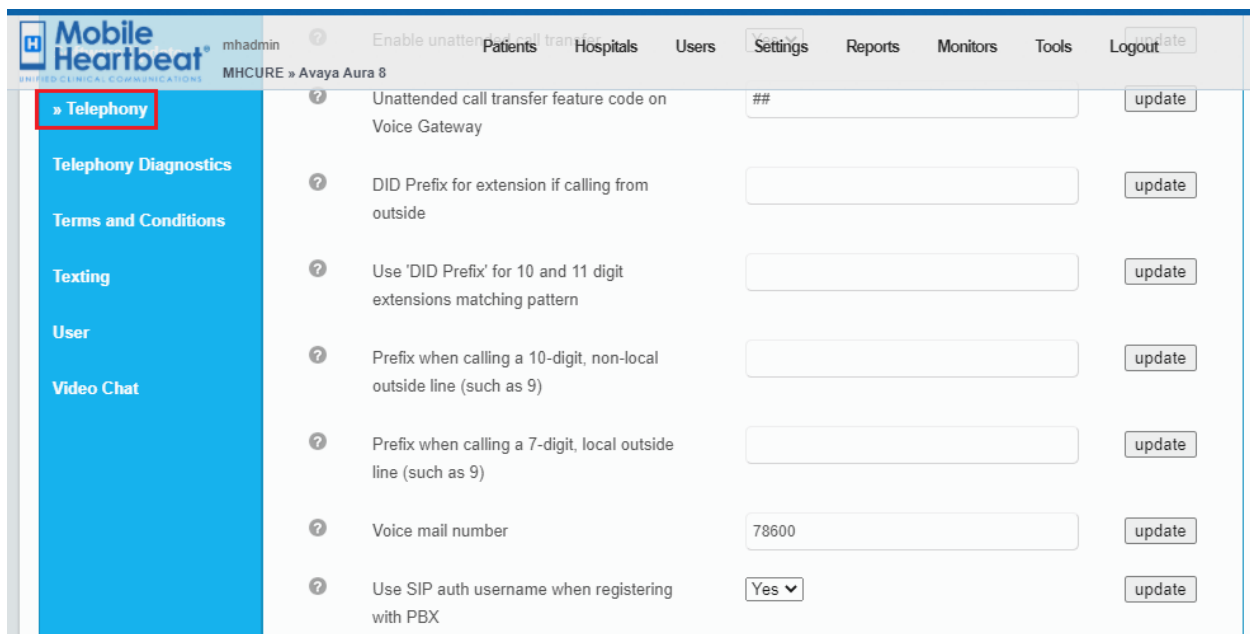 Mobile
Heartbeat®
UNIFIED CLINICAL COMMUNICATIONS
mhadmin
MHCURE » Avaya Aura 8
Patients Hospitals Users Settings Reports Monitors Tools Logout
Enable unattended call transfer Yes update
» Telephony
Telephony Diagnostics
Terms and Conditions
Texting
User
Video Chat
Unattended call transfer feature code on
Voice Gateway
## update
DID Prefix for extension if calling from
outside
update
Use 'DID Prefix' for 10 and 11 digit
extensions matching pattern
update
Prefix when calling a 10-digit, non-local
outside line (such as 9)
update
Prefix when calling a 7-digit, local outside
line (such as 9)
update
Voice mail number 78600 update
Use SIP auth username when registering
with PBX
Yes update